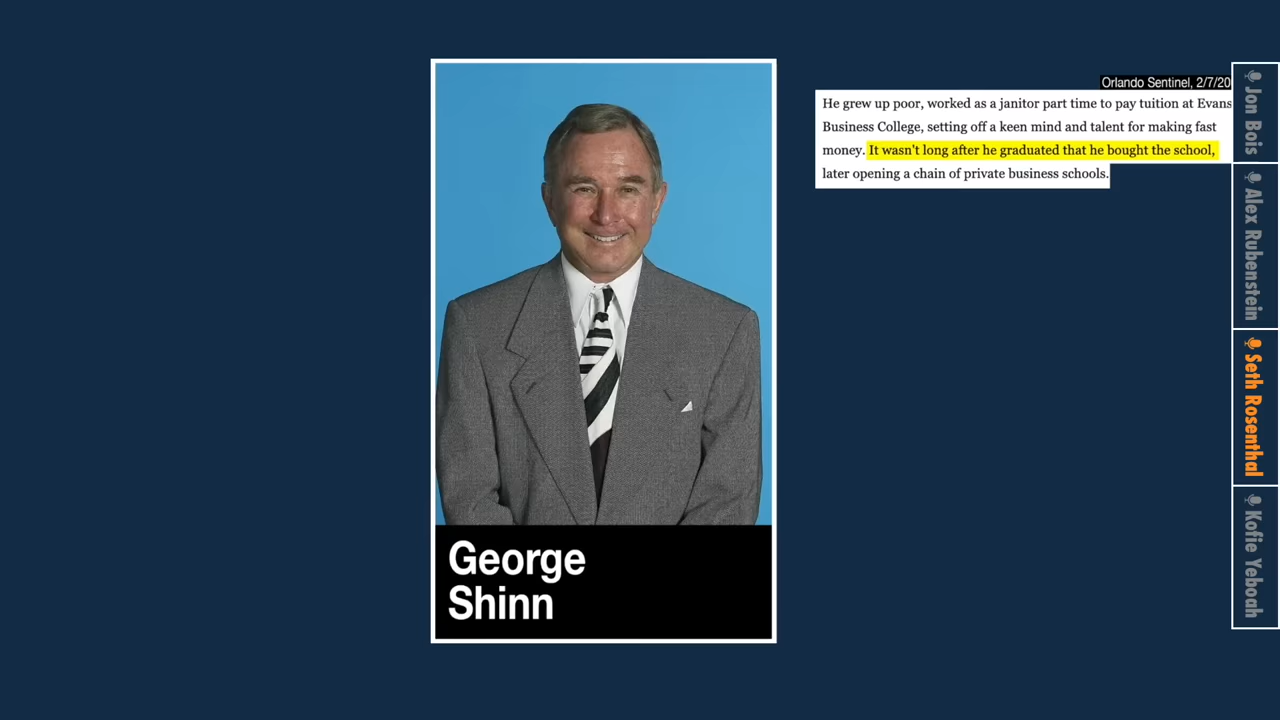 Orlando Sentinel, 2/7/20
He grew up poor, worked as a janitor part time to pay tuition at Evans
Business College, setting off a keen mind and talent for making fast
money. It wasn't long after he graduated that he bought the school,
later opening a chain of private business schools.
George
Shinn
Jon Bois
Alex Rubenstein
Seth Rosenthal
Kofie Yeboah